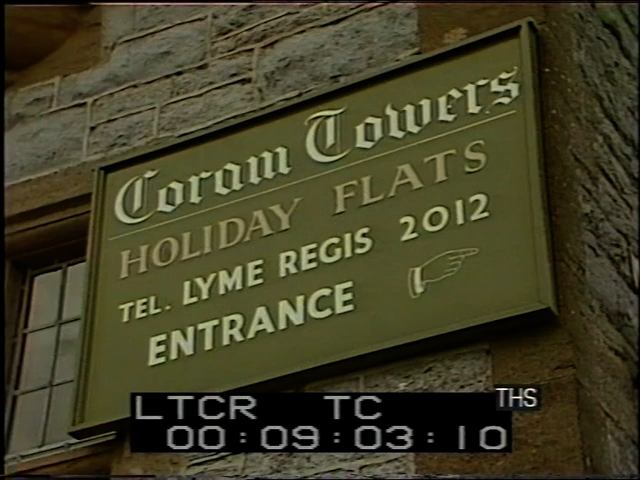 Coram Towers
HOLIDAY FLATS
TEL. LYME REGIS 2012
ENTRANCE
THS
LTCR TC
00:09:03:10